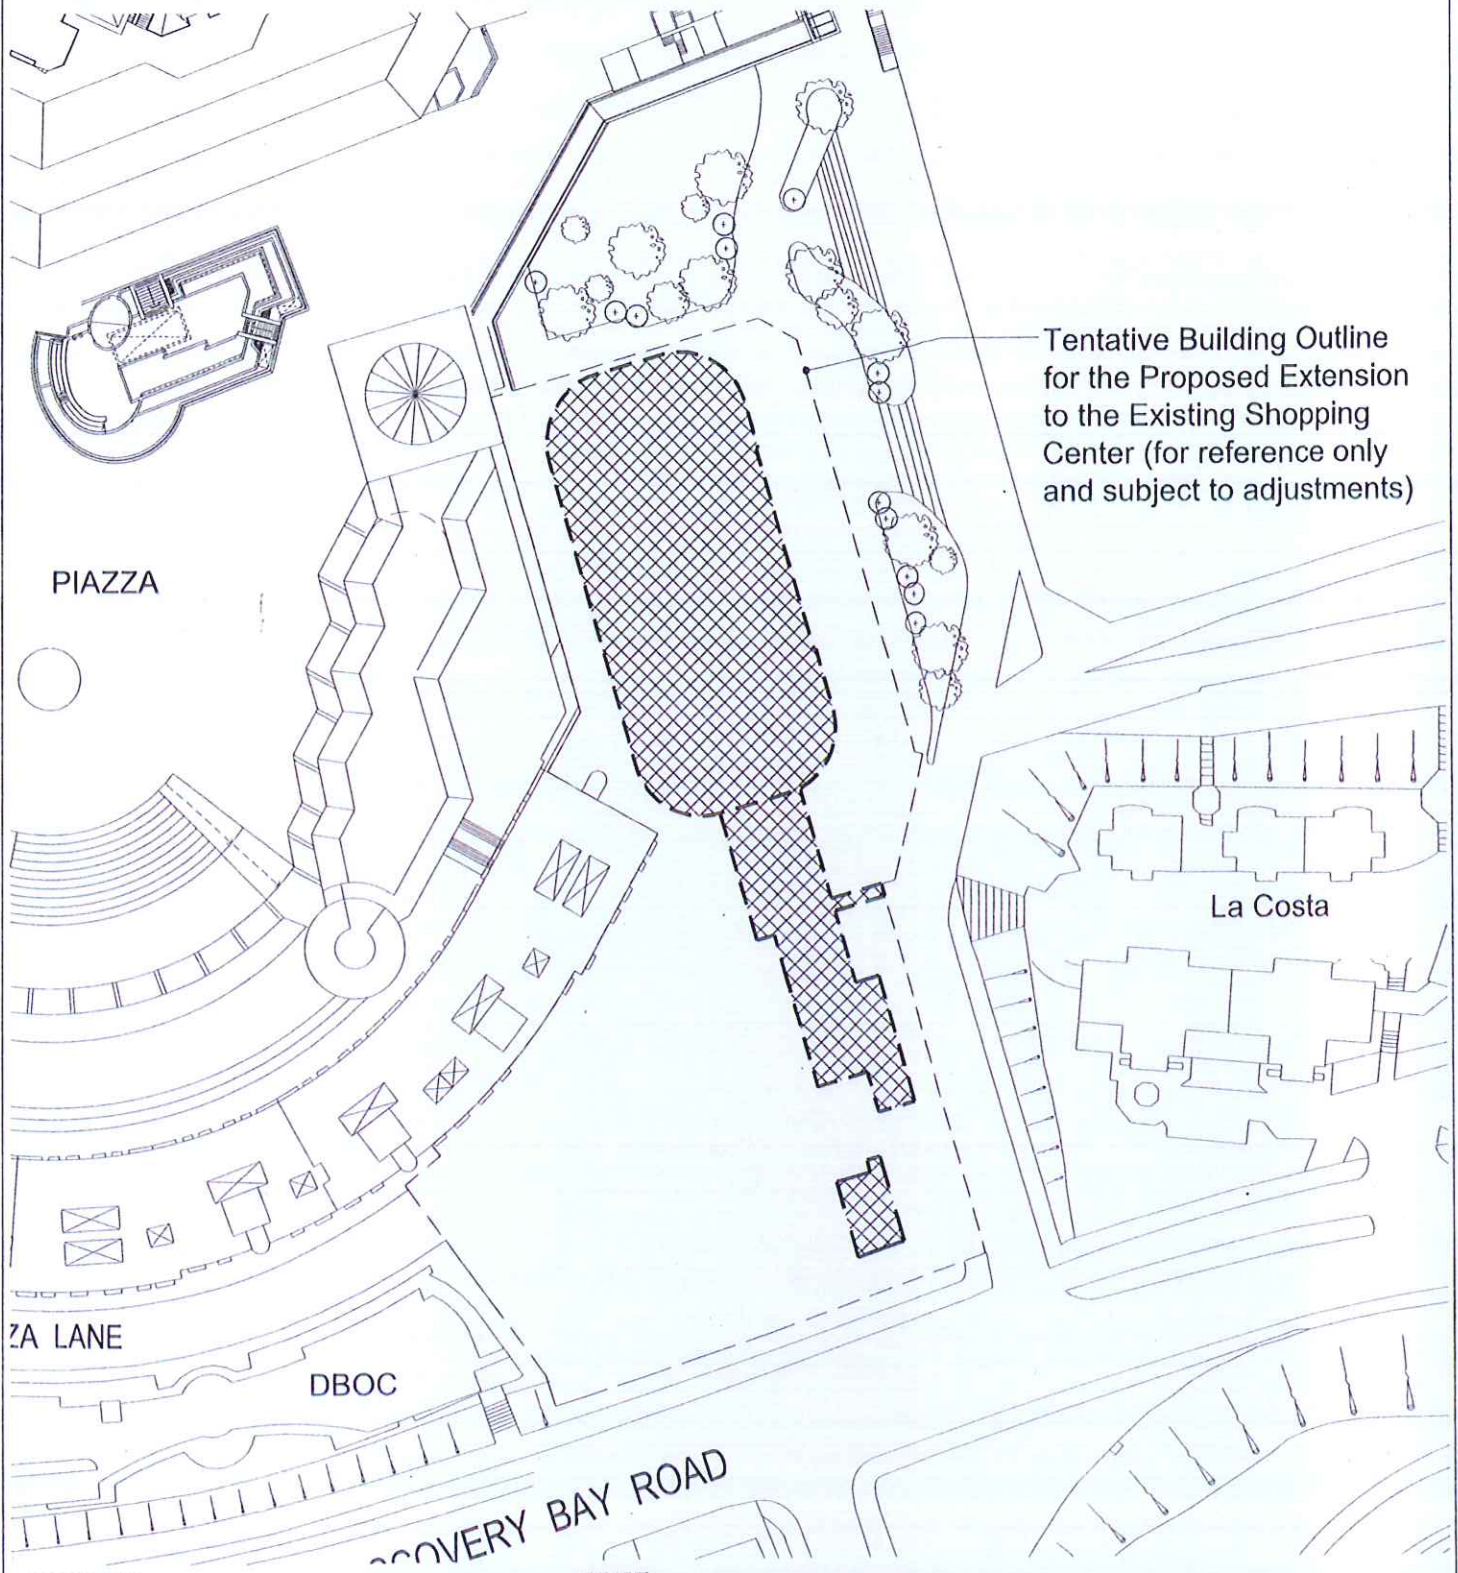 Tentative Building Outline
for the Proposed Extension
to the Existing Shopping
Center (for reference only
and subject to adjustments)
PIAZZA
La Costa
ZA LANE
DBOC
COVERY BAY ROAD